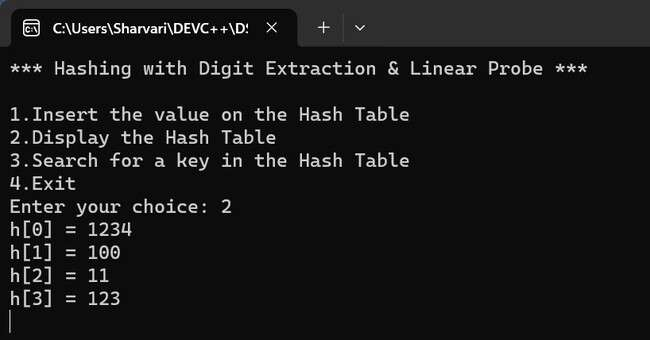 C:\Users\Sharvari\DEVC++\D
*** Hashing with Digit Extraction & Linear Probe ***
1.Insert the value on the Hash Table
2.Display the Hash Table
3.Search for a key in the Hash Table
4.Exit
Enter your choice: 2
h[0] = 1234
h[1] = 100
h[2] = 11
h[3] = 123